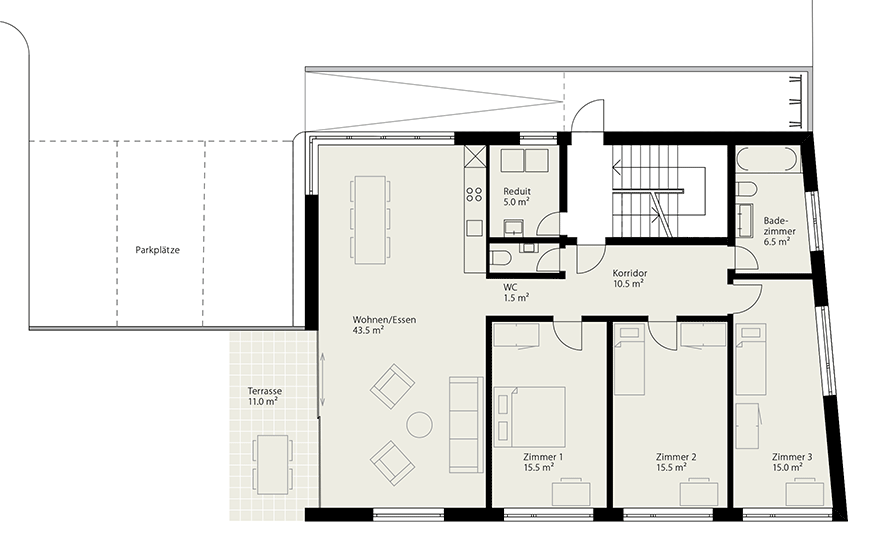 Reduit
5.0 m²
Bade-
zimmer
6.5 m²
Parkplätze
Korridor
10.5 m²
WC
1.5 m²
Wohnen/Essen
43.5 m²
Terrasse
11.0 m²
Zimmer 1
15.5 m²
Zimmer 2
15.5 m²
Zimmer 3
15.0 m²